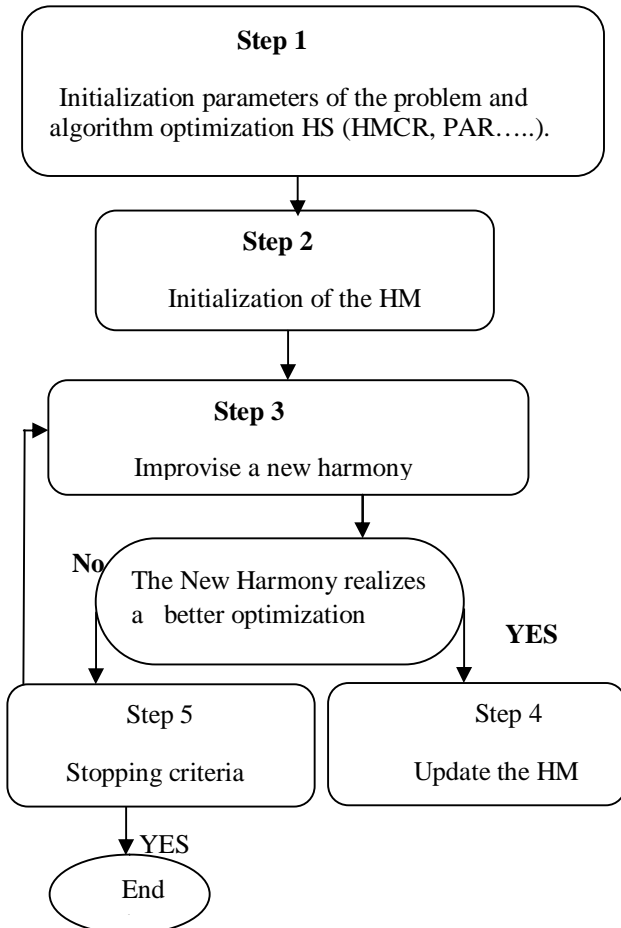 Step 1
Initialization parameters of the problem and
algorithm optimization HS (HMCR, PAR…..).
Step 2
Initialization of the HM
Step 3
Improvise a new harmony
No
The New Harmony realizes
a better optimization
YES
Step 5
Stopping criteria
Step 4
Update the HM
YES
End